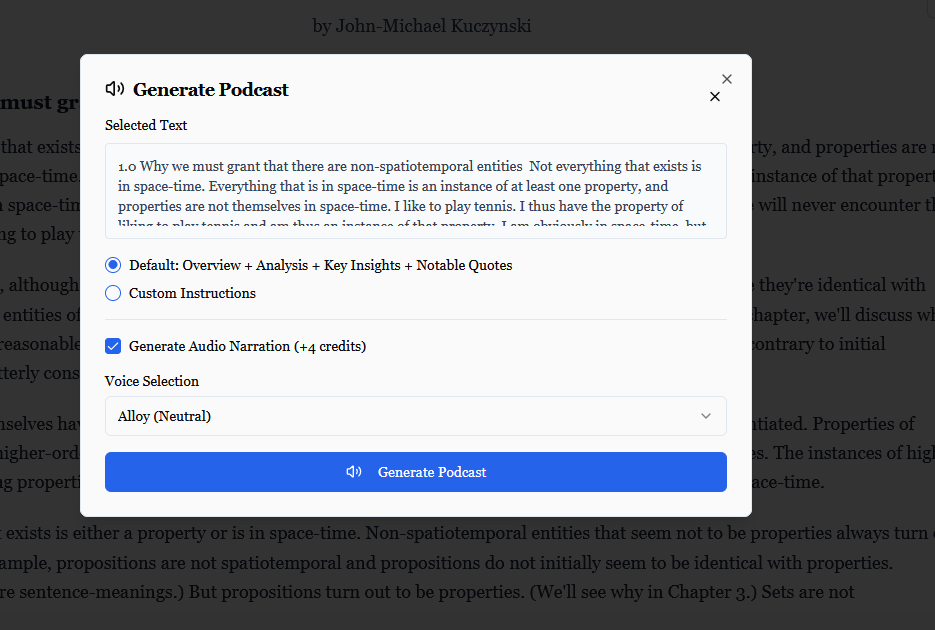 by John-Michael Kuczynski
must gr
Generate Podcast
Selected Text
1.0 Why we must grant that there are non-spatiotemporal entities  Not everything that exists is
in space-time. Everything that is in space-time is an instance of at least one property, and
properties are not themselves in space-time. I like to play tennis. I thus have the property of
liking to play tennis and am thus an instance of that property. I am obviously in space-time, but
Default: Overview + Analysis + Key Insights + Notable Quotes
Custom Instructions
Generate Audio Narration (+4 credits)
Voice Selection
Alloy (Neutral)
Generate Podcast
that exists rty, and properties are
pace-time. instance of that propert
n space-tim will never encounter th
ng to play
, although they're identical with
entities of hapter, we'll discuss wh
reasonable contrary to initial
tterly cons
nselves hav ntiated. Properties of
higher-ord es. The instances of hig
ng properti ace-time.
exists is either a property or is in space-time. Non-spatiotemporal entities that seem not to be properties always turn
ample, propositions are not spatiotemporal and propositions do not initially seem to be identical with properties.
re sentence-meanings.) But propositions turn out to be properties. (We'll see why in Chapter 3.) Sets are not